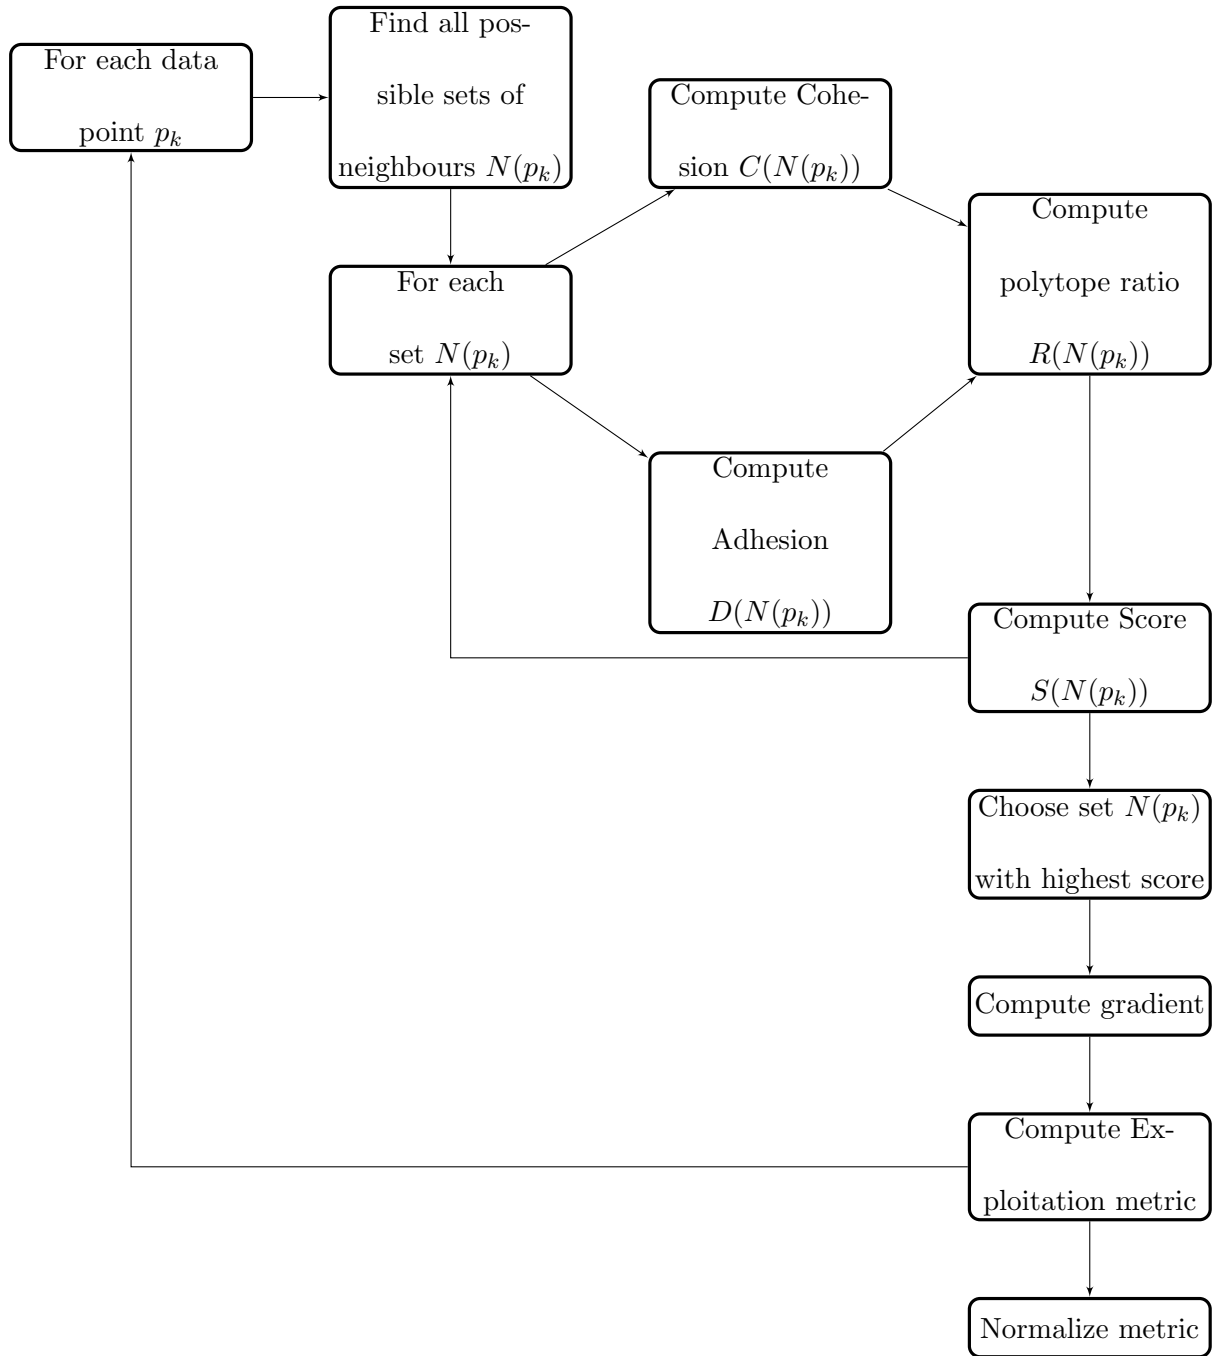 For each data
point p_k
Find all pos-
sible sets of
neighbours N(p_k)
For each
set N(p_k)
Compute Cohe-
sion C(N(p_k))
Compute
Adhesion
D(N(p_k))
Compute
polytope ratio
R(N(p_k))
Compute Score
S(N(p_k))
Choose set N(p_k)
with highest score
Compute gradient
Compute Ex-
ploitation metric
Normalize metric